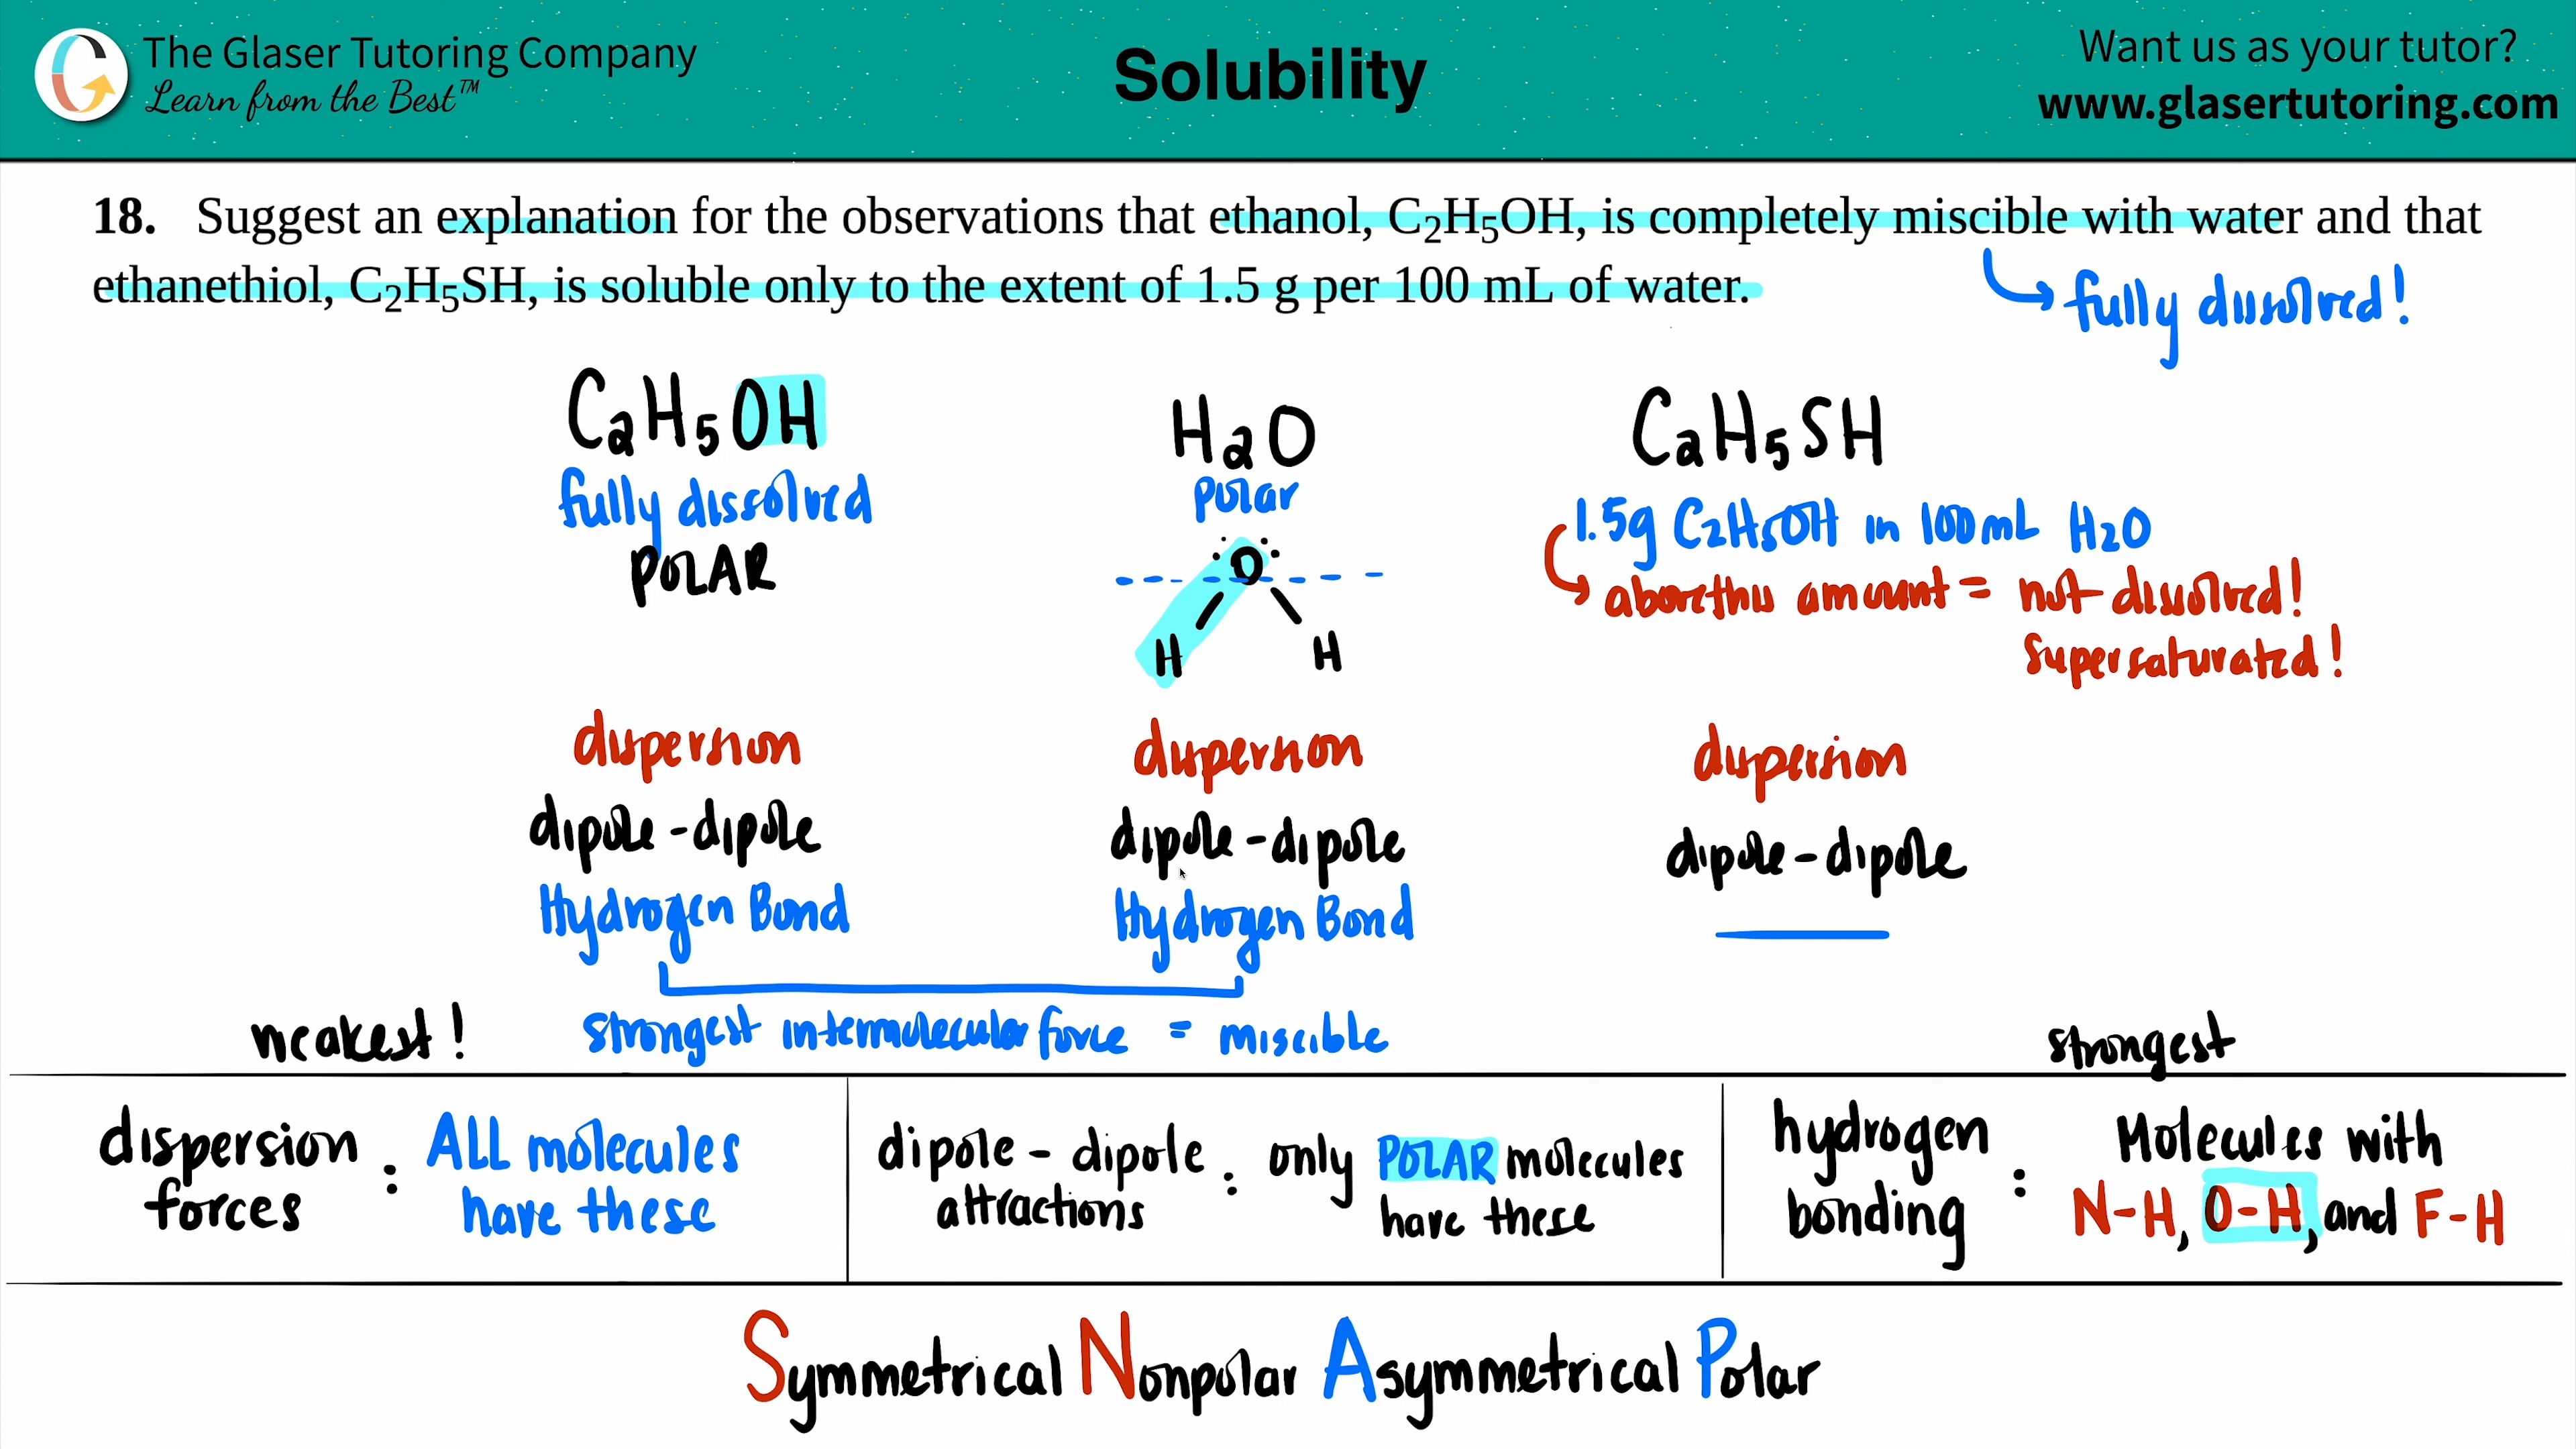 The Glaser Tutoring Company
Learn from the Best™
Solubility
Want us as your tutor?
www.glasertutoring.com
18. Suggest an explanation for the observations that ethanol, C₂H₅OH, is completely miscible with water and that
ethanethiol, C₂H₅SH, is soluble only to the extent of 1.5 g per 100 mL of water.
fully dissolved!
C₂H₅OH
fully dissolved
POLAR
H₂O
polar
O
H H
C₂H₅SH
1.5g C₂H₅OH in 100mL H₂O
above this amount = not dissolved!
supersaturated!
dispersion dispersion dispersion
dipole-dipole dipole-dipole dipole-dipole
Hydrogen Bond Hydrogen Bond
strongest intermolecular force = miscible
weakest!
strongest
dispersion forces : ALL molecules have these
dipole-dipole attractions : only POLAR molecules have these
hydrogen bonding : Molecules with N-H, O-H, and F-H
Symmetrical Nonpolar Asymmetrical Polar